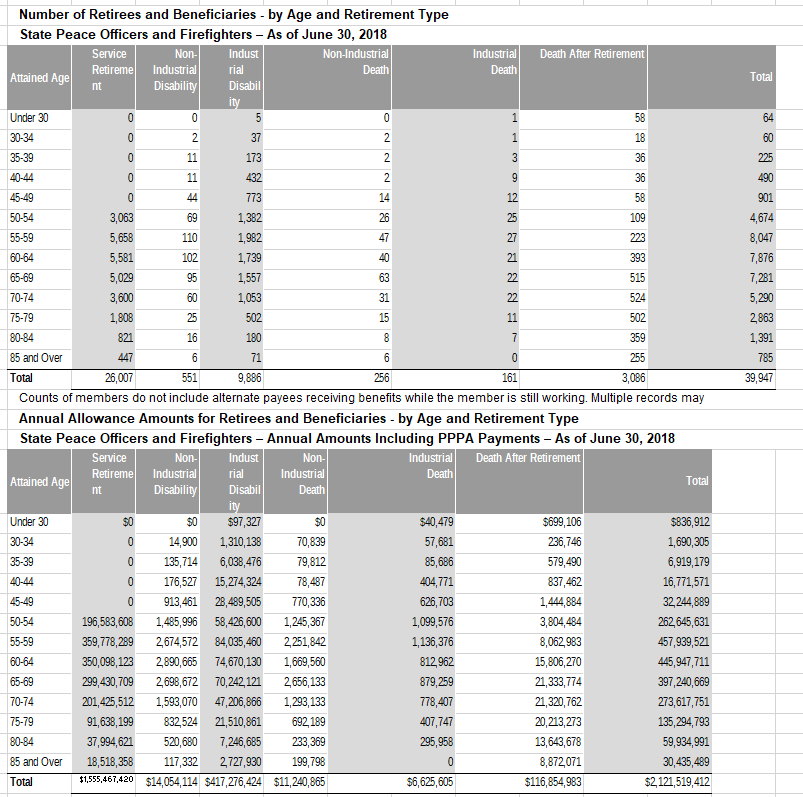 Number of Retirees and Beneficiaries - by Age and Retirement Type
State Peace Officers and Firefighters – As of June 30, 2018
Attained Age Service Retireme nt Non-Industrial Disability Indust rial Disabil ity Non-Industrial Death Industrial Death Death After Retirement Total
Under 30 0 0 5 0 1 58 64
30-34 0 2 37 2 1 18 60
35-39 0 11 173 2 3 36 225
40-44 0 11 432 2 9 36 490
45-49 0 44 773 14 12 58 901
50-54 3,063 69 1,382 26 25 109 4,674
55-59 5,658 110 1,982 47 27 223 8,047
60-64 5,581 102 1,739 40 21 393 7,876
65-69 5,029 95 1,557 63 22 515 7,281
70-74 3,600 60 1,053 31 22 524 5,290
75-79 1,808 25 502 15 11 502 2,863
80-84 821 16 180 8 7 359 1,391
85 and Over 447 6 71 6 0 255 785
Total 26,007 551 9,886 256 161 3,086 39,947
Counts of members do not include alternate payees receiving benefits while the member is still working. Multiple records may
Annual Allowance Amounts for Retirees and Beneficiaries - by Age and Retirement Type
State Peace Officers and Firefighters – Annual Amounts Including PPPA Payments – As of June 30, 2018
Attained Age Service Retireme nt Non-Industrial Disability Indust rial Disabil ity Non-Industrial Death Industrial Death Death After Retirement Total
Under 30 $0 $0 $97,327 $0 $40,479 $699,106 $836,912
30-34 0 14,900 1,310,138 70,839 57,681 236,746 1,690,305
35-39 0 135,714 6,038,476 79,812 85,686 579,490 6,919,179
40-44 0 176,527 15,274,324 78,487 404,771 837,462 16,771,571
45-49 0 913,461 28,489,505 770,336 626,703 1,444,884 32,244,889
50-54 196,583,608 1,485,996 58,426,600 1,245,367 1,099,576 3,804,484 262,645,631
55-59 359,778,289 2,674,572 84,035,460 2,251,842 1,136,376 8,062,983 457,939,521
60-64 350,098,123 2,890,665 74,670,130 1,669,560 812,962 15,806,270 445,947,711
65-69 299,430,709 2,698,672 70,242,121 2,656,133 879,259 21,333,774 397,240,669
70-74 201,425,512 1,593,070 47,206,866 1,293,133 778,407 21,320,762 273,617,751
75-79 91,638,199 832,524 21,510,861 692,189 407,747 20,213,273 135,294,793
80-84 37,994,621 520,680 7,246,685 233,369 295,958 13,643,678 59,934,991
85 and Over 18,518,358 117,332 2,727,930 199,798 0 8,872,071 30,435,489
Total $1,555,467,420 $14,054,114 $417,276,424 $11,240,865 $6,625,605 $116,854,983 $2,121,519,412